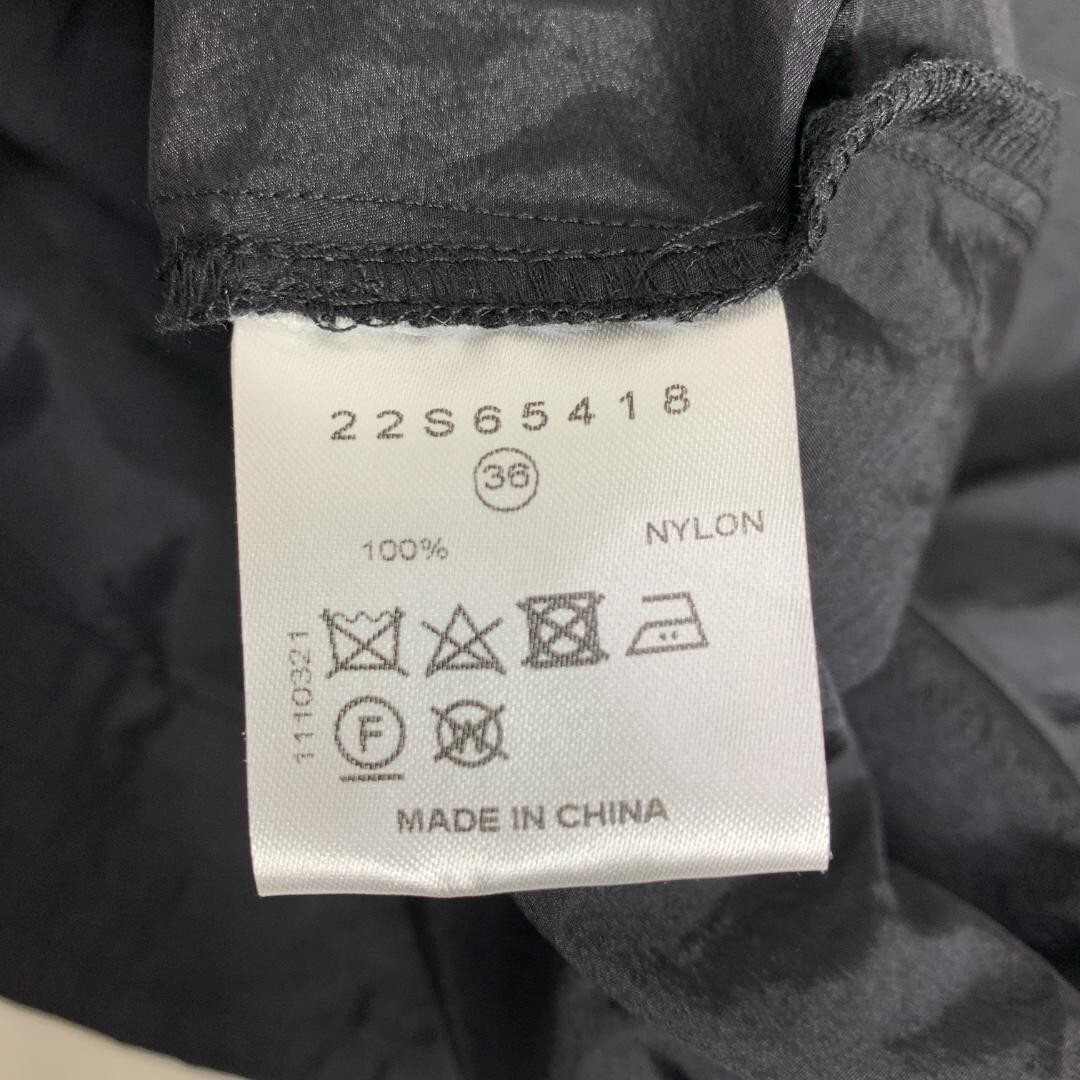 22S65418
36
100% NYLON
1110321
F
W
MADE IN CHINA